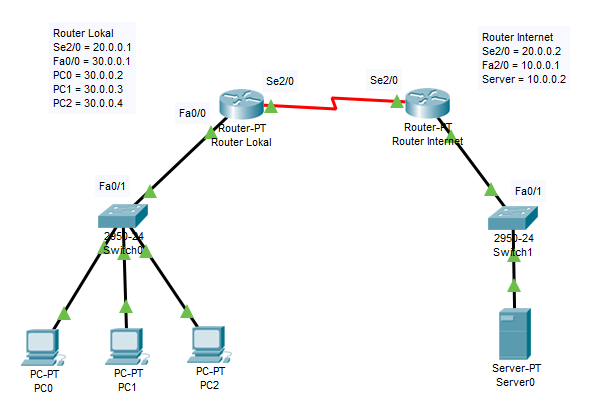 Router Lokal
Se2/0 = 20.0.0.1
Fa0/0 = 30.0.0.1
PC0 = 30.0.0.2
PC1 = 30.0.0.3
PC2 = 30.0.0.4
Router Internet
Se2/0 = 20.0.0.2
Fa2/0 = 10.0.0.1
Server = 10.0.0.2
Se2/0
Se2/0
Fa0/0
Router-PT
Router Lokal
Router-PT
Router Internet
Fa0/1
Fa0/1
2950-24
Switch0
2950-24
Switch1
PC-PT
PC0
PC-PT
PC1
PC-PT
PC2
Server-PT
Server0